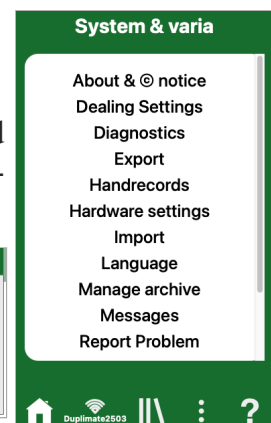 System & varia
About & © notice
Dealing Settings
Diagnostics
Export
Handrecords
Hardware settings
Import
Language
Manage archive
Messages
Report Problem
Duplimate2503
?